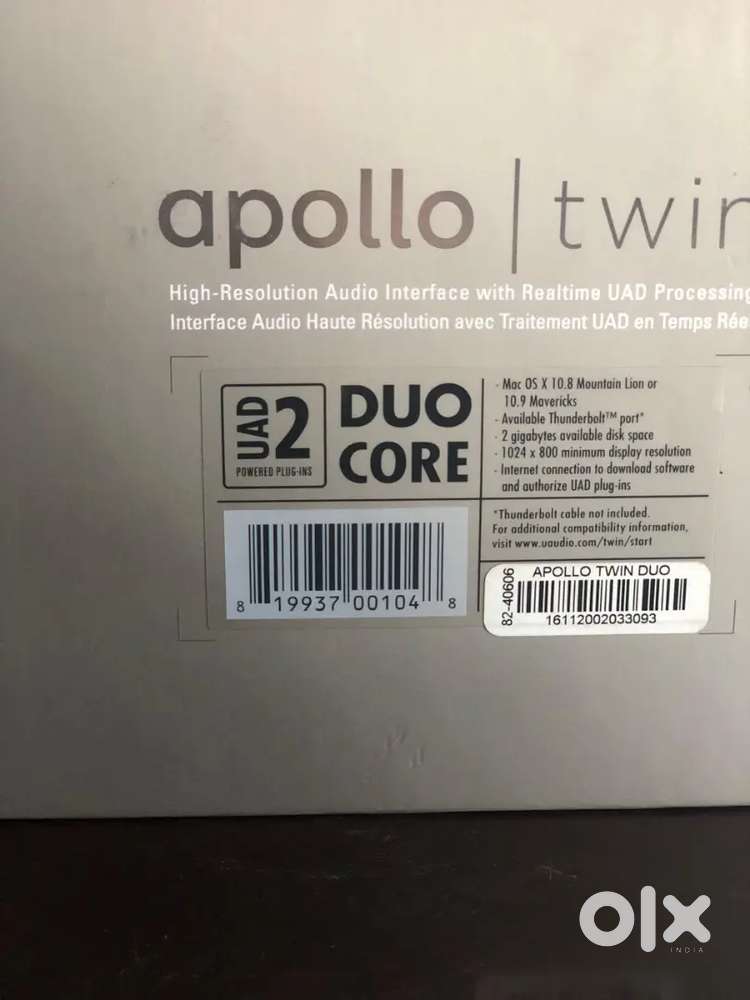 apollo | twin
High-Resolution Audio Interface with Realtime UAD Processing
Interface Audio Haute Résolution avec Traitement UAD en Temps Rée
UAD 2
POWERED PLUG-INS
DUO
CORE
- Mac OS X 10.8 Mountain Lion or
10.9 Mavericks
- Available Thunderbolt™ port*
- 2 gigabytes available disk space
- 1024 x 800 minimum display resolution
- Internet connection to download software
and authorize UAD plug-ins
*Thunderbolt cable not included.
For additional compatibility information,
visit www.uaudio.com/twin/start
8 19937 00104 8
82-40606
APOLLO TWIN DUO
16112002033093
olx
INDIA